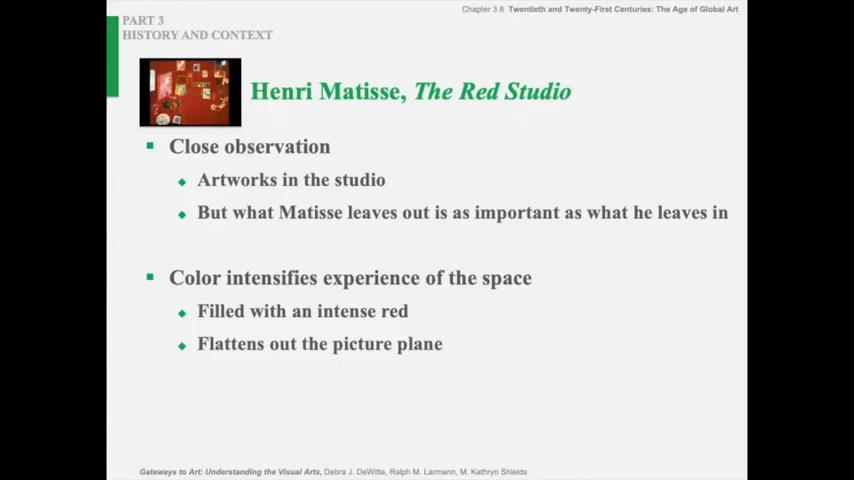 Chapter 3.8 Twentieth and Twenty-First Centuries: The Age of Global Art
PART 3
HISTORY AND CONTEXT
Henri Matisse, The Red Studio
Close observation
Artworks in the studio
But what Matisse leaves out is as important as what he leaves in
Color intensifies experience of the space
Filled with an intense red
Flattens out the picture plane
Gateways to Art: Understanding the Visual Arts, Debra J. DeWitte, Ralph M. Larmann, M. Kathryn Shields